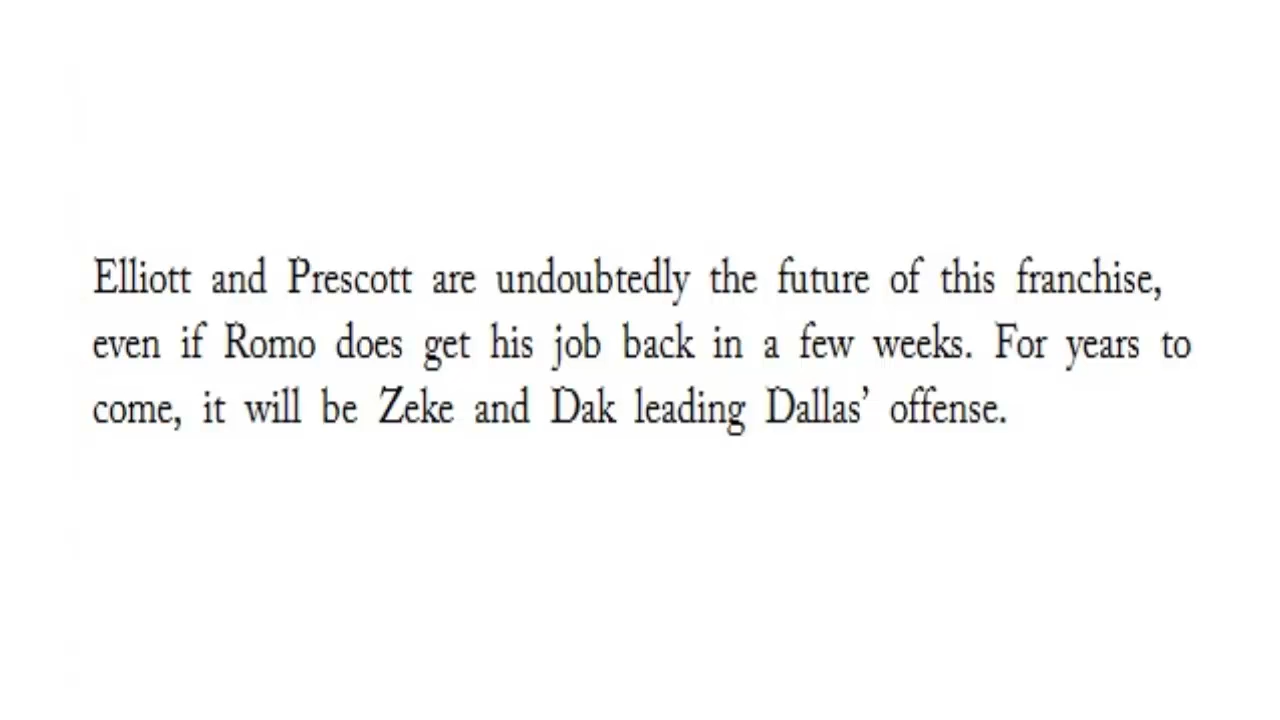 Elliott and Prescott are undoubtedly the future of this franchise,
even if Romo does get his job back in a few weeks. For years to
come, it will be Zeke and Dak leading Dallas’ offense.